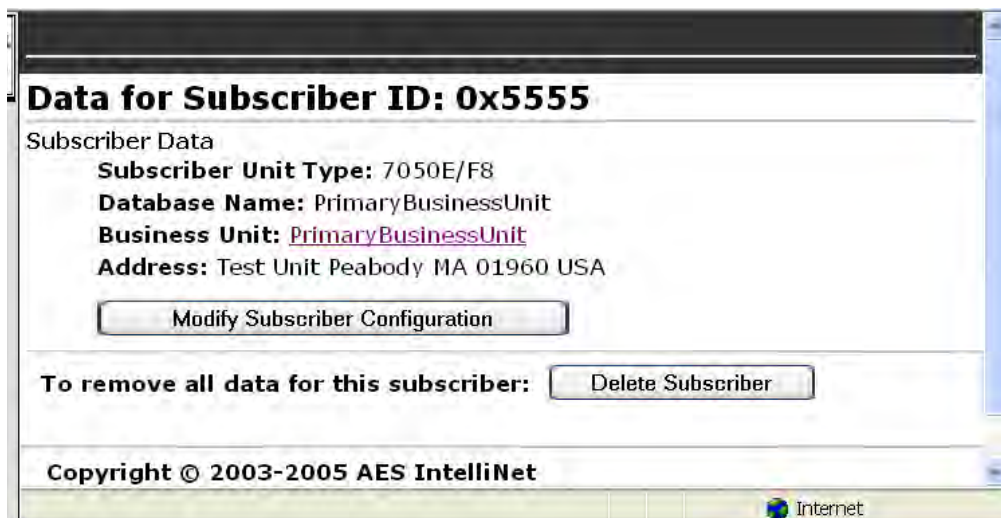 Data for Subscriber ID: 0x5555
Subscriber Data
Subscriber Unit Type: 7050E/F8
Database Name: PrimaryBusinessUnit
Business Unit: PrimaryBusinessUnit
Address: Test Unit Peabody MA 01960 USA
Modify Subscriber Configuration
To remove all data for this subscriber: Delete Subscriber
Copyright © 2003-2005 AES IntelliNet
Internet